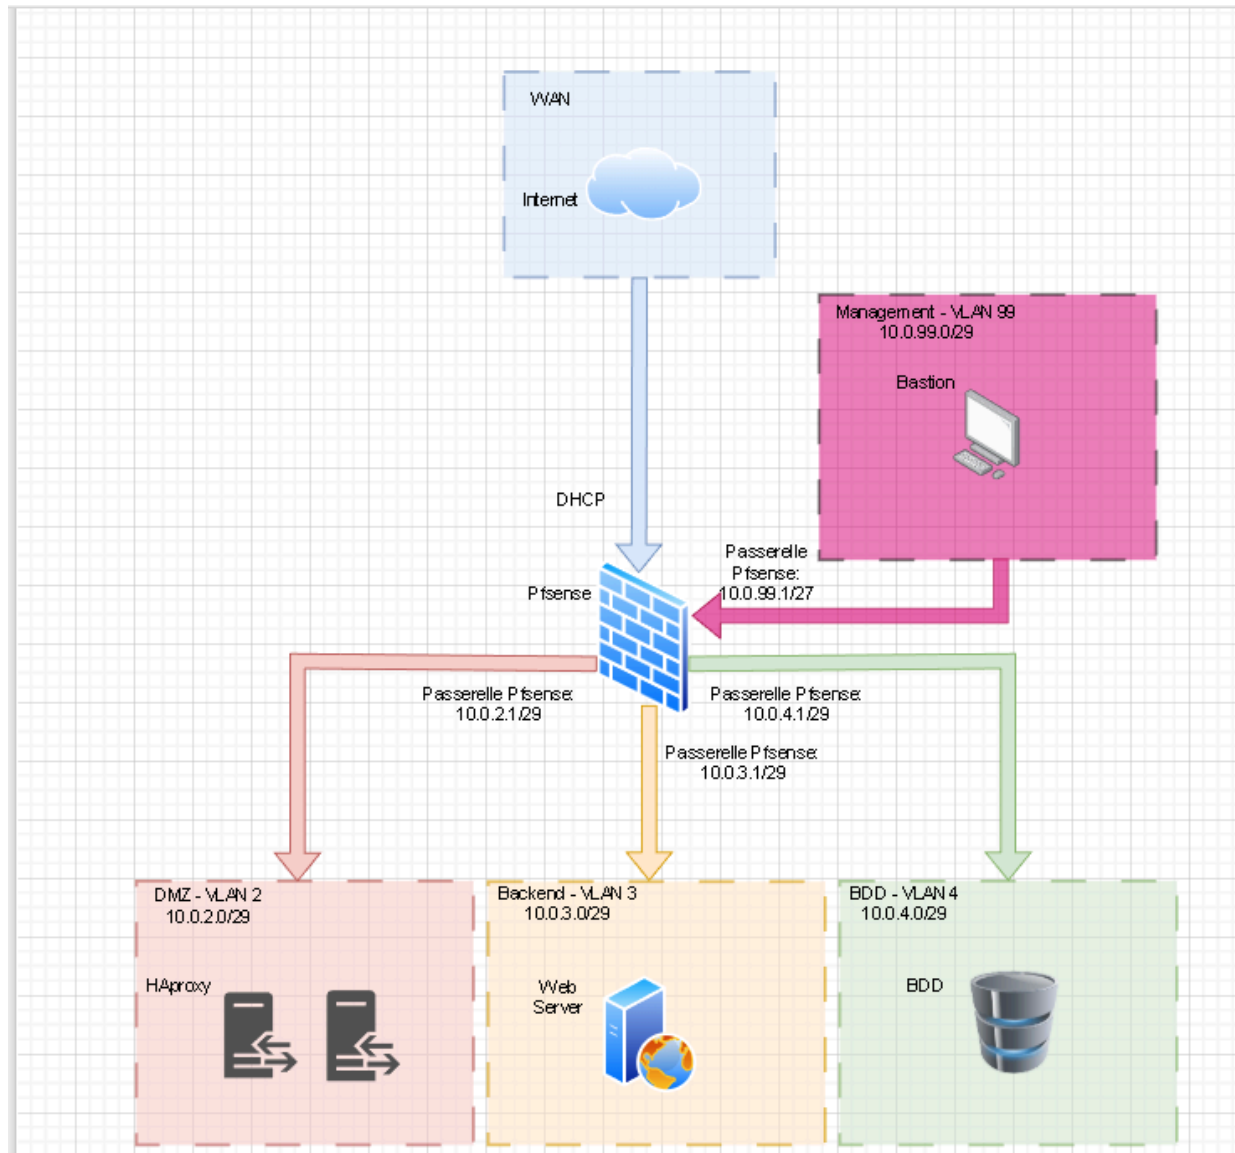 WAN
Internet
Management - VLAN 99
10.0.99.0/29
Bastion
DHCP
Passerelle
Pfsense:
10.0.99.1/27
Pfsense
Passerelle Pfsense:
10.0.2.1/29
Passerelle Pfsense:
10.0.4.1/29
Passerelle Pfsense:
10.0.3.1/29
DMZ - VLAN 2
10.0.2.0/29
HAproxy
Backend - VLAN 3
10.0.3.0/29
Web
Server
BDD - VLAN 4
10.0.4.0/29
BDD